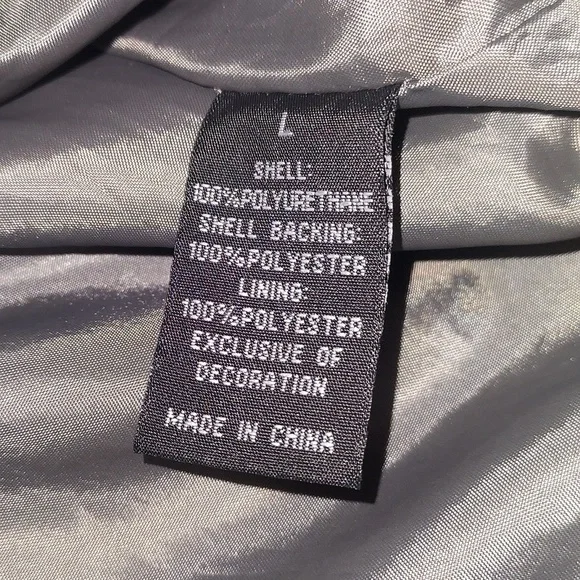 L
SHELL:
100%POLYURETHANE
SHELL BACKING:
100%POLYESTER
LINING:
100%POLYESTER
EXCLUSIVE OF
DECORATION
MADE IN CHINA